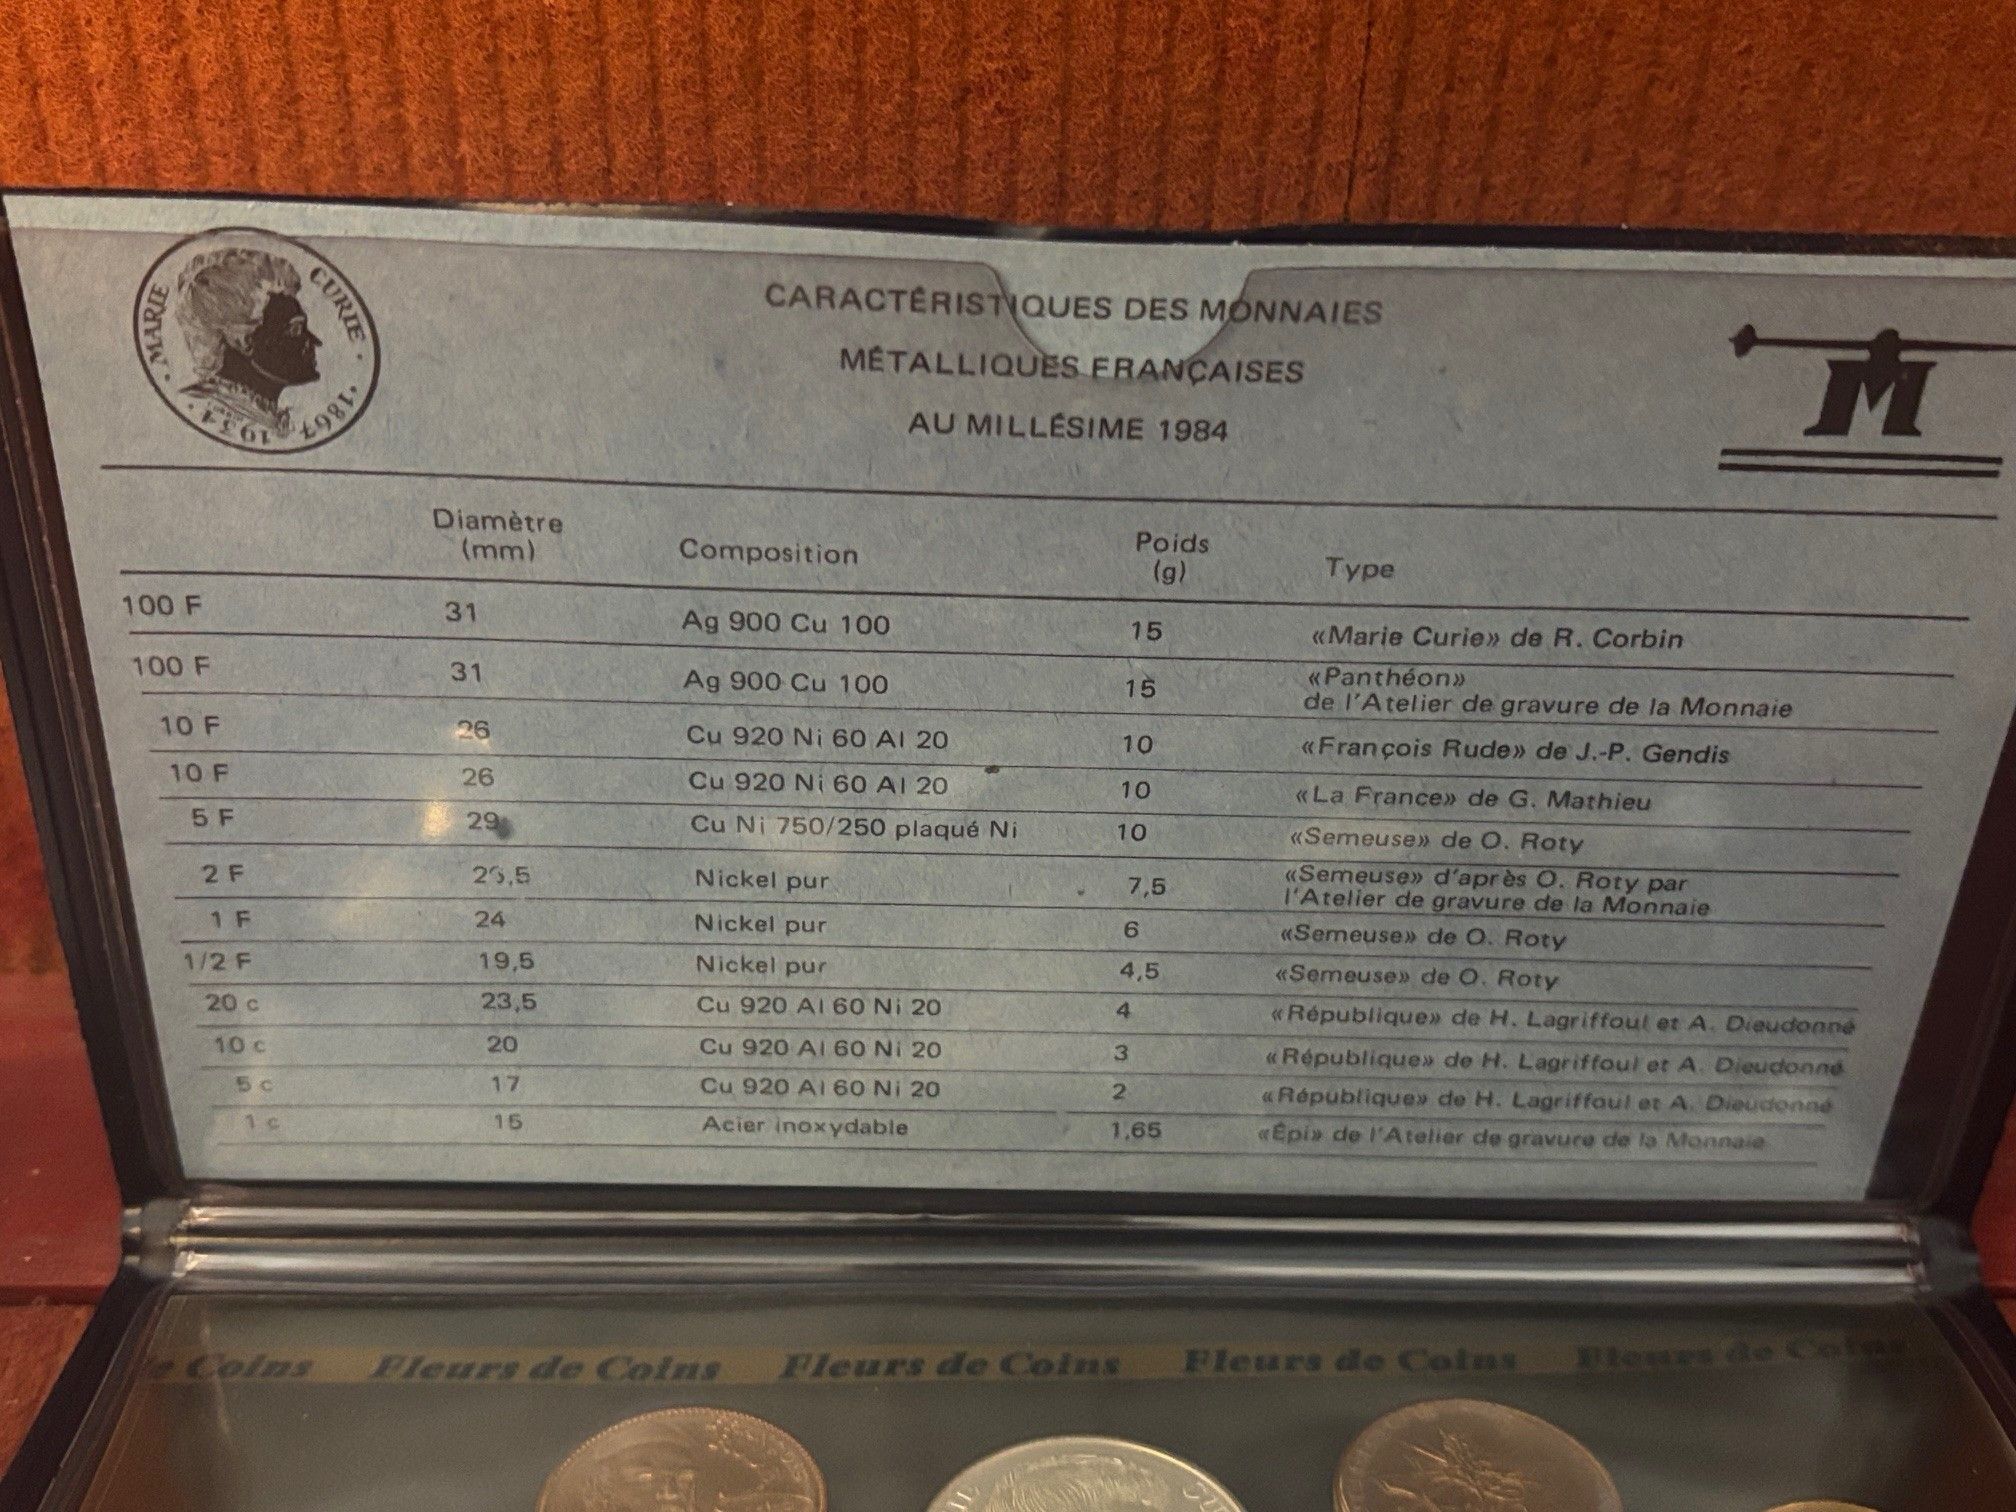 MARIE CURIE · 1867 1934
CARACTÉRISTIQUES DES MONNAIES
MÉTALLIQUES FRANÇAISES
AU MILLÉSIME 1984
M
Diamètre (mm) Composition Poids (g) Type
100 F 31 Ag 900 Cu 100 15 «Marie Curie» de R. Corbin
100 F 31 Ag 900 Cu 100 15 «Panthéon»
de l'Atelier de gravure de la Monnaie
10 F 26 Cu 920 Ni 60 Al 20 10 «François Rude» de J.-P. Gendis
10 F 26 Cu 920 Ni 60 Al 20 10 «La France» de G. Mathieu
5 F 29 Cu Ni 750/250 plaqué Ni 10 «Semeuse» de O. Roty
2 F Nickel pur 7,5 «Semeuse» d'après O. Roty par
l'Atelier de gravure de la Monnaie
1 F 24 Nickel pur 6 «Semeuse» de O. Roty
1/2 F 19,5 Nickel pur 4,5 «Semeuse» de O. Roty
20 c 23,5 Cu 920 Al 60 Ni 20 4 «République» de H. Lagriffoul et A. Dieudonné
10 c 20 Cu 920 Al 60 Ni 20 3 «République» de H. Lagriffoul et A. Dieudonné
5 c 17 Cu 920 Al 60 Ni 20 2 «République» de H. Lagriffoul et A. Dieudonné
1 c 15 Acier inoxydable 1,65 «Épi» de l'Atelier de gravure de la Monnaie
e Coins Fleurs de Coins Fleurs de Coins Fleurs de Coins Fleurs de Coins